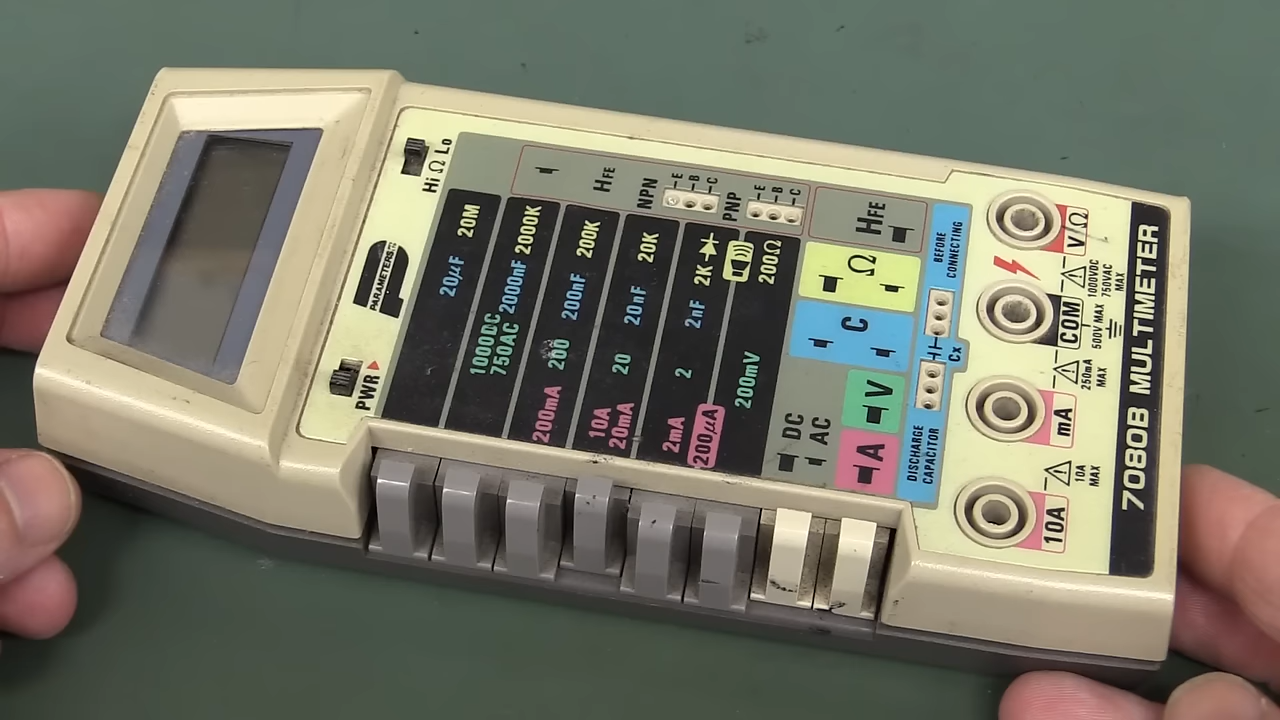 Hi Ω Lo
PARAMETERS
PWR
HFE
NPN
E
B
C
PNP
E
B
C
HFE
20M
20µF
2000K
2000nF
1000DC
750AC
200K
200nF
200
200mA
20K
20nF
20
10A
20mA
2K
2nF
2
2mA
200µA
200Ω
200mV
Ω
C
V
A
DC
AC
BEFORE
CONNECTING
Cx
DISCHARGE
CAPACITOR
VΩ
1000VDC
750VAC
MAX
COM
500V MAX
mA
250mA
MAX
10A
10A
MAX
7080B MULTIMETER